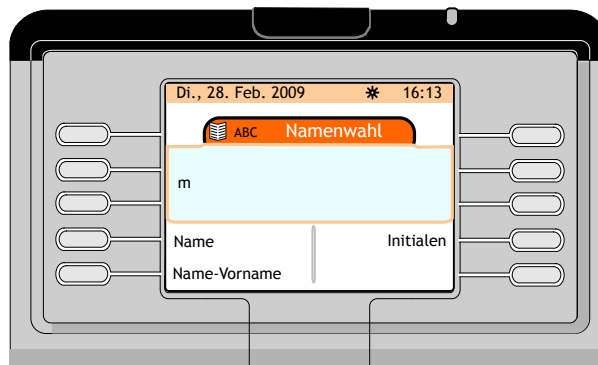 Di., 28. Feb. 2009 16:13
ABC Namenwahl
m
Name Initialen
Name-Vorname